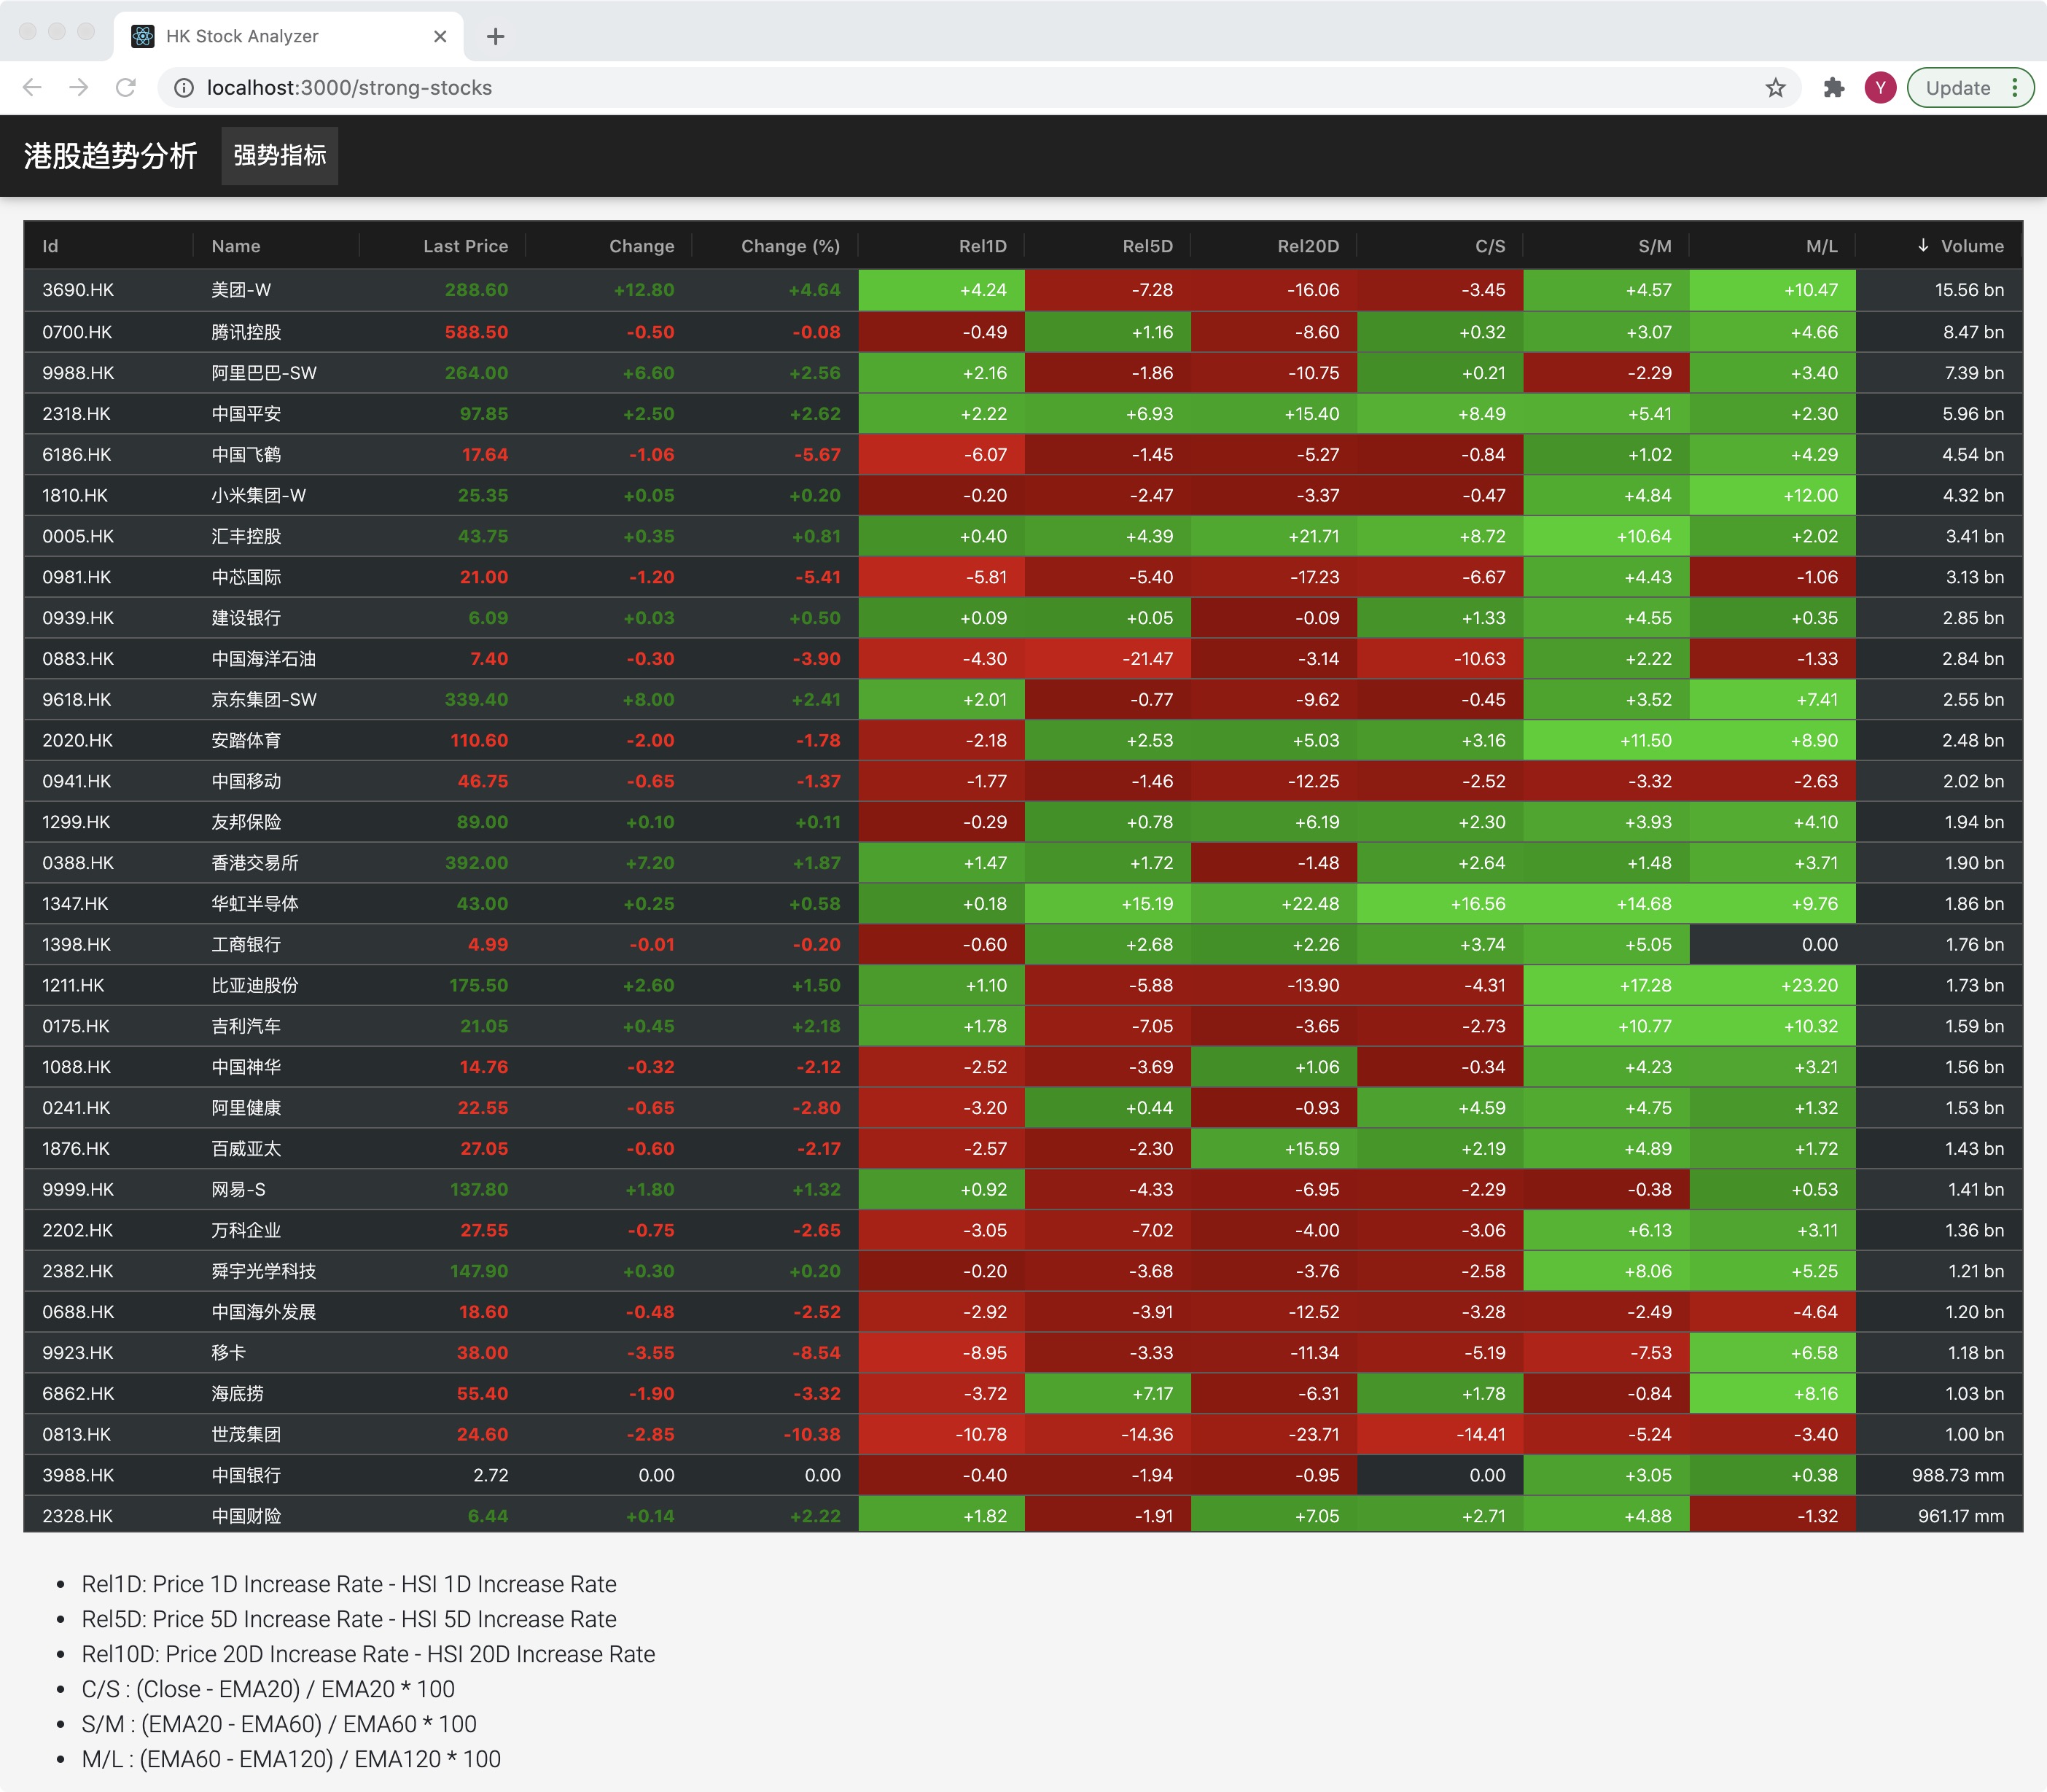 HK Stock Analyzer
localhost:3000/strong-stocks
Y
Update
港股趋势分析 强势指标
Id Name Last Price Change Change (%) Rel1D Rel5D Rel20D C/S S/M M/L ↓ Volume
3690.HK 美团-W 288.60 +12.80 +4.64 +4.24 -7.28 -16.06 -3.45 +4.57 +10.47 15.56 bn
0700.HK 腾讯控股 588.50 -0.50 -0.08 -0.49 +1.16 -8.60 +0.32 +3.07 +4.66 8.47 bn
9988.HK 阿里巴巴-SW 264.00 +6.60 +2.56 +2.16 -1.86 -10.75 +0.21 -2.29 +3.40 7.39 bn
2318.HK 中国平安 97.85 +2.50 +2.62 +2.22 +6.93 +15.40 +8.49 +5.41 +2.30 5.96 bn
6186.HK 中国飞鹤 17.64 -1.06 -5.67 -6.07 -1.45 -5.27 -0.84 +1.02 +4.29 4.54 bn
1810.HK 小米集团-W 25.35 +0.05 +0.20 -0.20 -2.47 -3.37 -0.47 +4.84 +12.00 4.32 bn
0005.HK 汇丰控股 43.75 +0.35 +0.81 +0.40 +4.39 +21.71 +8.72 +10.64 +2.02 3.41 bn
0981.HK 中芯国际 21.00 -1.20 -5.41 -5.81 -5.40 -17.23 -6.67 +4.43 -1.06 3.13 bn
0939.HK 建设银行 6.09 +0.03 +0.50 +0.09 +0.05 -0.09 +1.33 +4.55 +0.35 2.85 bn
0883.HK 中国海洋石油 7.40 -0.30 -3.90 -4.30 -21.47 -3.14 -10.63 +2.22 -1.33 2.84 bn
9618.HK 京东集团-SW 339.40 +8.00 +2.41 +2.01 -0.77 -9.62 -0.45 +3.52 +7.41 2.55 bn
2020.HK 安踏体育 110.60 -2.00 -1.78 -2.18 +2.53 +5.03 +3.16 +11.50 +8.90 2.48 bn
0941.HK 中国移动 46.75 -0.65 -1.37 -1.77 -1.46 -12.25 -2.52 -3.32 -2.63 2.02 bn
1299.HK 友邦保险 89.00 +0.10 +0.11 -0.29 +0.78 +6.19 +2.30 +3.93 +4.10 1.94 bn
0388.HK 香港交易所 392.00 +7.20 +1.87 +1.47 +1.72 -1.48 +2.64 +1.48 +3.71 1.90 bn
1347.HK 华虹半导体 43.00 +0.25 +0.58 +0.18 +15.19 +22.48 +16.56 +14.68 +9.76 1.86 bn
1398.HK 工商银行 4.99 -0.01 -0.20 -0.60 +2.68 +2.26 +3.74 +5.05 0.00 1.76 bn
1211.HK 比亚迪股份 175.50 +2.60 +1.50 +1.10 -5.88 -13.90 -4.31 +17.28 +23.20 1.73 bn
0175.HK 吉利汽车 21.05 +0.45 +2.18 +1.78 -7.05 -3.65 -2.73 +10.77 +10.32 1.59 bn
1088.HK 中国神华 14.76 -0.32 -2.12 -2.52 -3.69 +1.06 -0.34 +4.23 +3.21 1.56 bn
0241.HK 阿里健康 22.55 -0.65 -2.80 -3.20 +0.44 -0.93 +4.59 +4.75 +1.32 1.53 bn
1876.HK 百威亚太 27.05 -0.60 -2.17 -2.57 -2.30 +15.59 +2.19 +4.89 +1.72 1.43 bn
9999.HK 网易-S 137.80 +1.80 +1.32 +0.92 -4.33 -6.95 -2.29 -0.38 +0.53 1.41 bn
2202.HK 万科企业 27.55 -0.75 -2.65 -3.05 -7.02 -4.00 -3.06 +6.13 +3.11 1.36 bn
2382.HK 舜宇光学科技 147.90 +0.30 +0.20 -0.20 -3.68 -3.76 -2.58 +8.06 +5.25 1.21 bn
0688.HK 中国海外发展 18.60 -0.48 -2.52 -2.92 -3.91 -12.52 -3.28 -2.49 -4.64 1.20 bn
9923.HK 移卡 38.00 -3.55 -8.54 -8.95 -3.33 -11.34 -5.19 -7.53 +6.58 1.18 bn
6862.HK 海底捞 55.40 -1.90 -3.32 -3.72 +7.17 -6.31 +1.78 -0.84 +8.16 1.03 bn
0813.HK 世茂集团 24.60 -2.85 -10.38 -10.78 -14.36 -23.71 -14.41 -5.24 -3.40 1.00 bn
3988.HK 中国银行 2.72 0.00 0.00 -0.40 -1.94 -0.95 0.00 +3.05 +0.38 988.73 mm
2328.HK 中国财险 6.44 +0.14 +2.22 +1.82 -1.91 +7.05 +2.71 +4.88 -1.32 961.17 mm
• Rel1D: Price 1D Increase Rate - HSI 1D Increase Rate
• Rel5D: Price 5D Increase Rate - HSI 5D Increase Rate
• Rel10D: Price 20D Increase Rate - HSI 20D Increase Rate
• C/S : (Close - EMA20) / EMA20 * 100
• S/M : (EMA20 - EMA60) / EMA60 * 100
• M/L : (EMA60 - EMA120) / EMA120 * 100